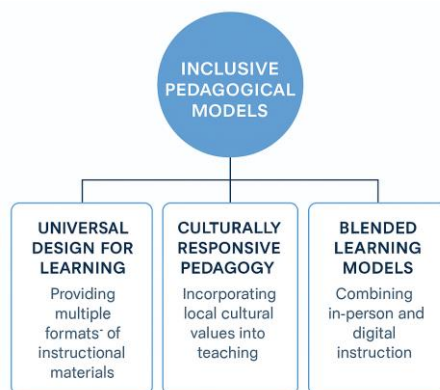 INCLUSIVE
PEDAGOGICAL
MODELS
UNIVERSAL
DESIGN FOR
LEARNING
Providing
multiple
formats- of
instructional
materials
CULTURALLY
RESPONSIVE
PEDAGOGY
Incorporating
local cultural
values into
teaching
BLENDED
LEARNING
MODELS
Combining
in-person and
digital
instruction